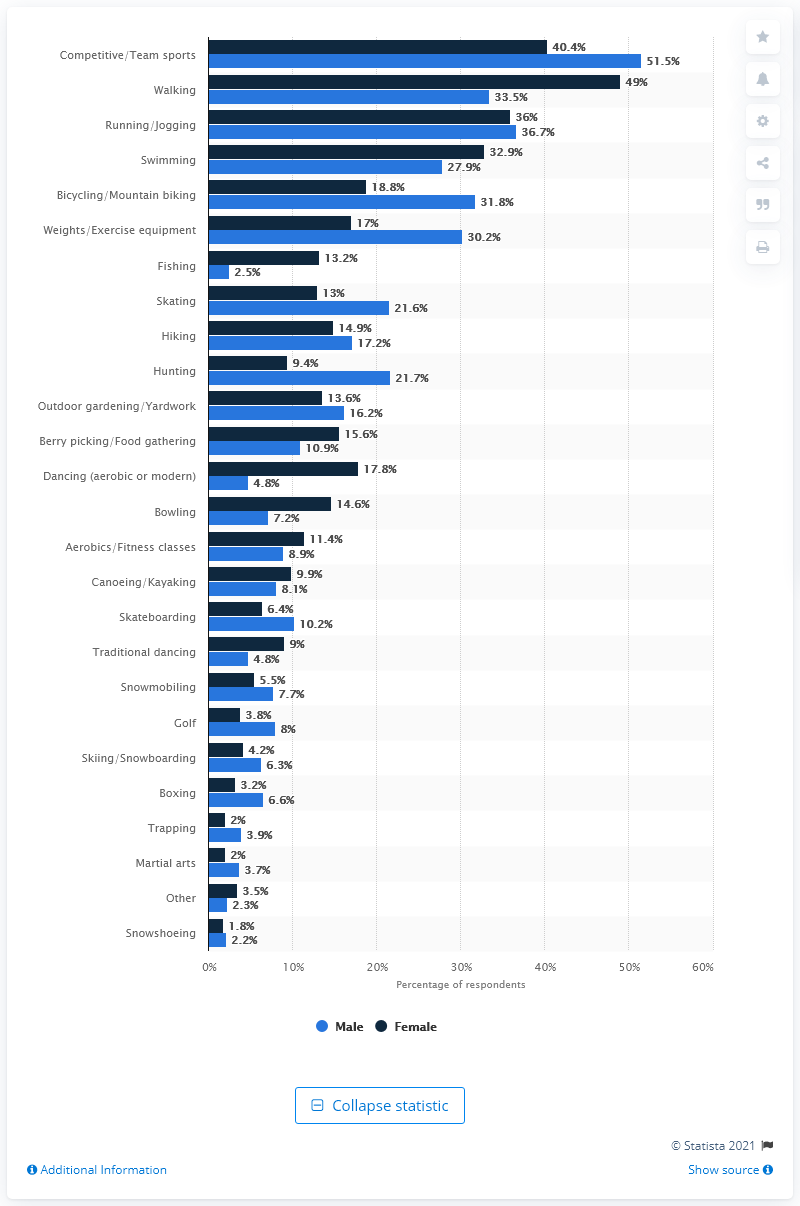 Competitive/Team sports 40.4% 51.5%
Walking 49% 33.5%
Running/Jogging 36% 36.7%
Swimming 32.9% 27.9%
Bicycling/Mountain biking 18.8% 31.8%
Weights/Exercise equipment 17% 30.2%
Fishing 13.2% 2.5%
Skating 13% 21.6%
Hiking 14.9% 17.2%
Hunting 9.4% 21.7%
Outdoor gardening/Yardwork 13.6% 16.2%
Berry picking/Food gathering 15.6% 10.9%
Dancing (aerobic or modern) 17.8% 4.8%
Bowling 14.6% 7.2%
Aerobics/Fitness classes 11.4% 8.9%
Canoeing/Kayaking 9.9% 8.1%
Skateboarding 6.4% 10.2%
Traditional dancing 9% 4.8%
Snowmobiling 5.5% 7.7%
Golf 3.8% 8%
Skiing/Snowboarding 4.2% 6.3%
Boxing 3.2% 6.6%
Trapping 2% 3.9%
Martial arts 2% 3.7%
Other 3.5% 2.3%
Snowshoeing 1.8% 2.2%
0% 10% 20% 30% 40% 50% 60%
Percentage of respondents
Male Female
Collapse statistic
© Statista 2021
Additional Information Show source